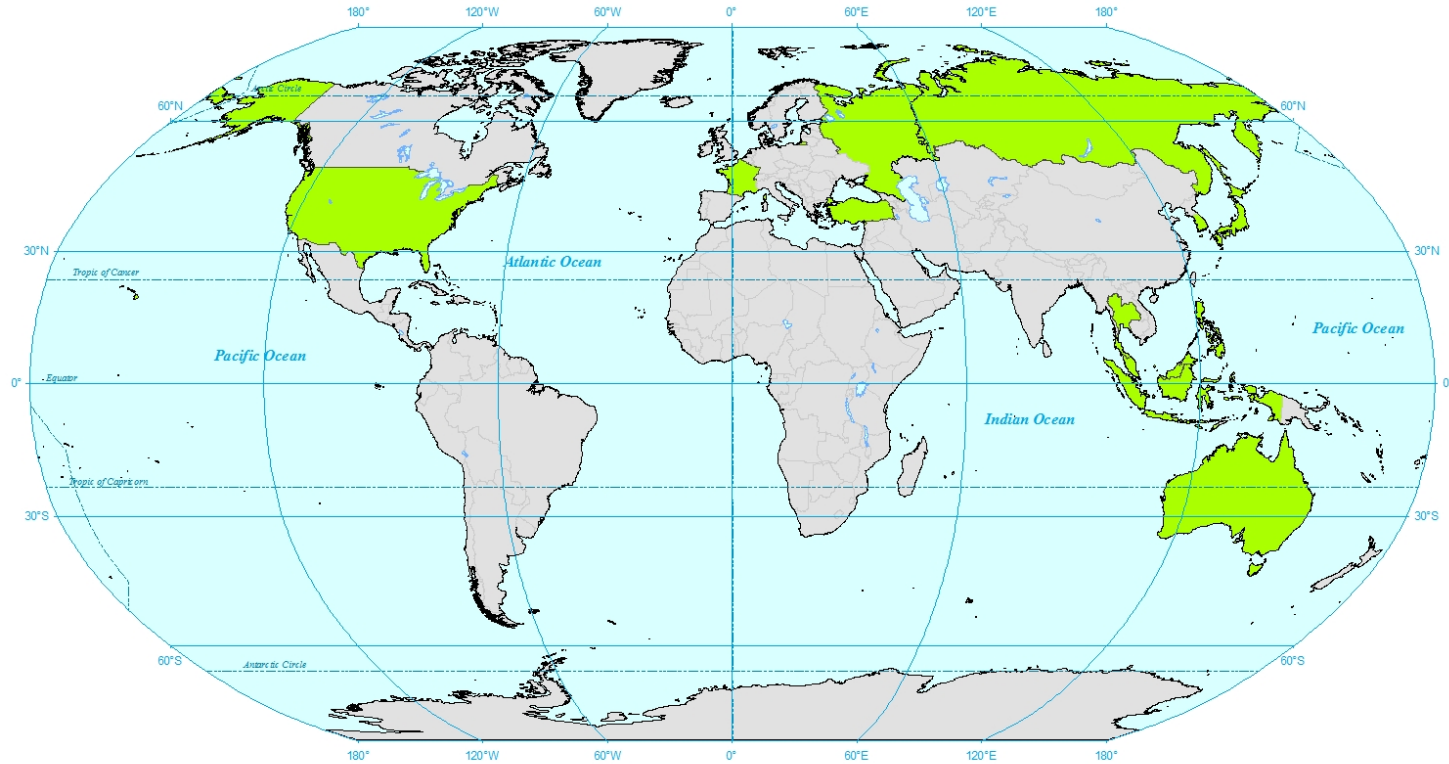 180° 120°W 60°W 0° 60°E 120°E 180°
Arctic Circle
60°N 60°N
30°N 30°N
Atlantic Ocean
Tropic of Cancer
Pacific Ocean
Pacific Ocean
Equator
0° 0
Indian Ocean
Tropic of Capricorn
30°S 30°S
60°S 60°S
Antarctic Circle
180° 120°W 60°W 0° 60°E 120°E 180°